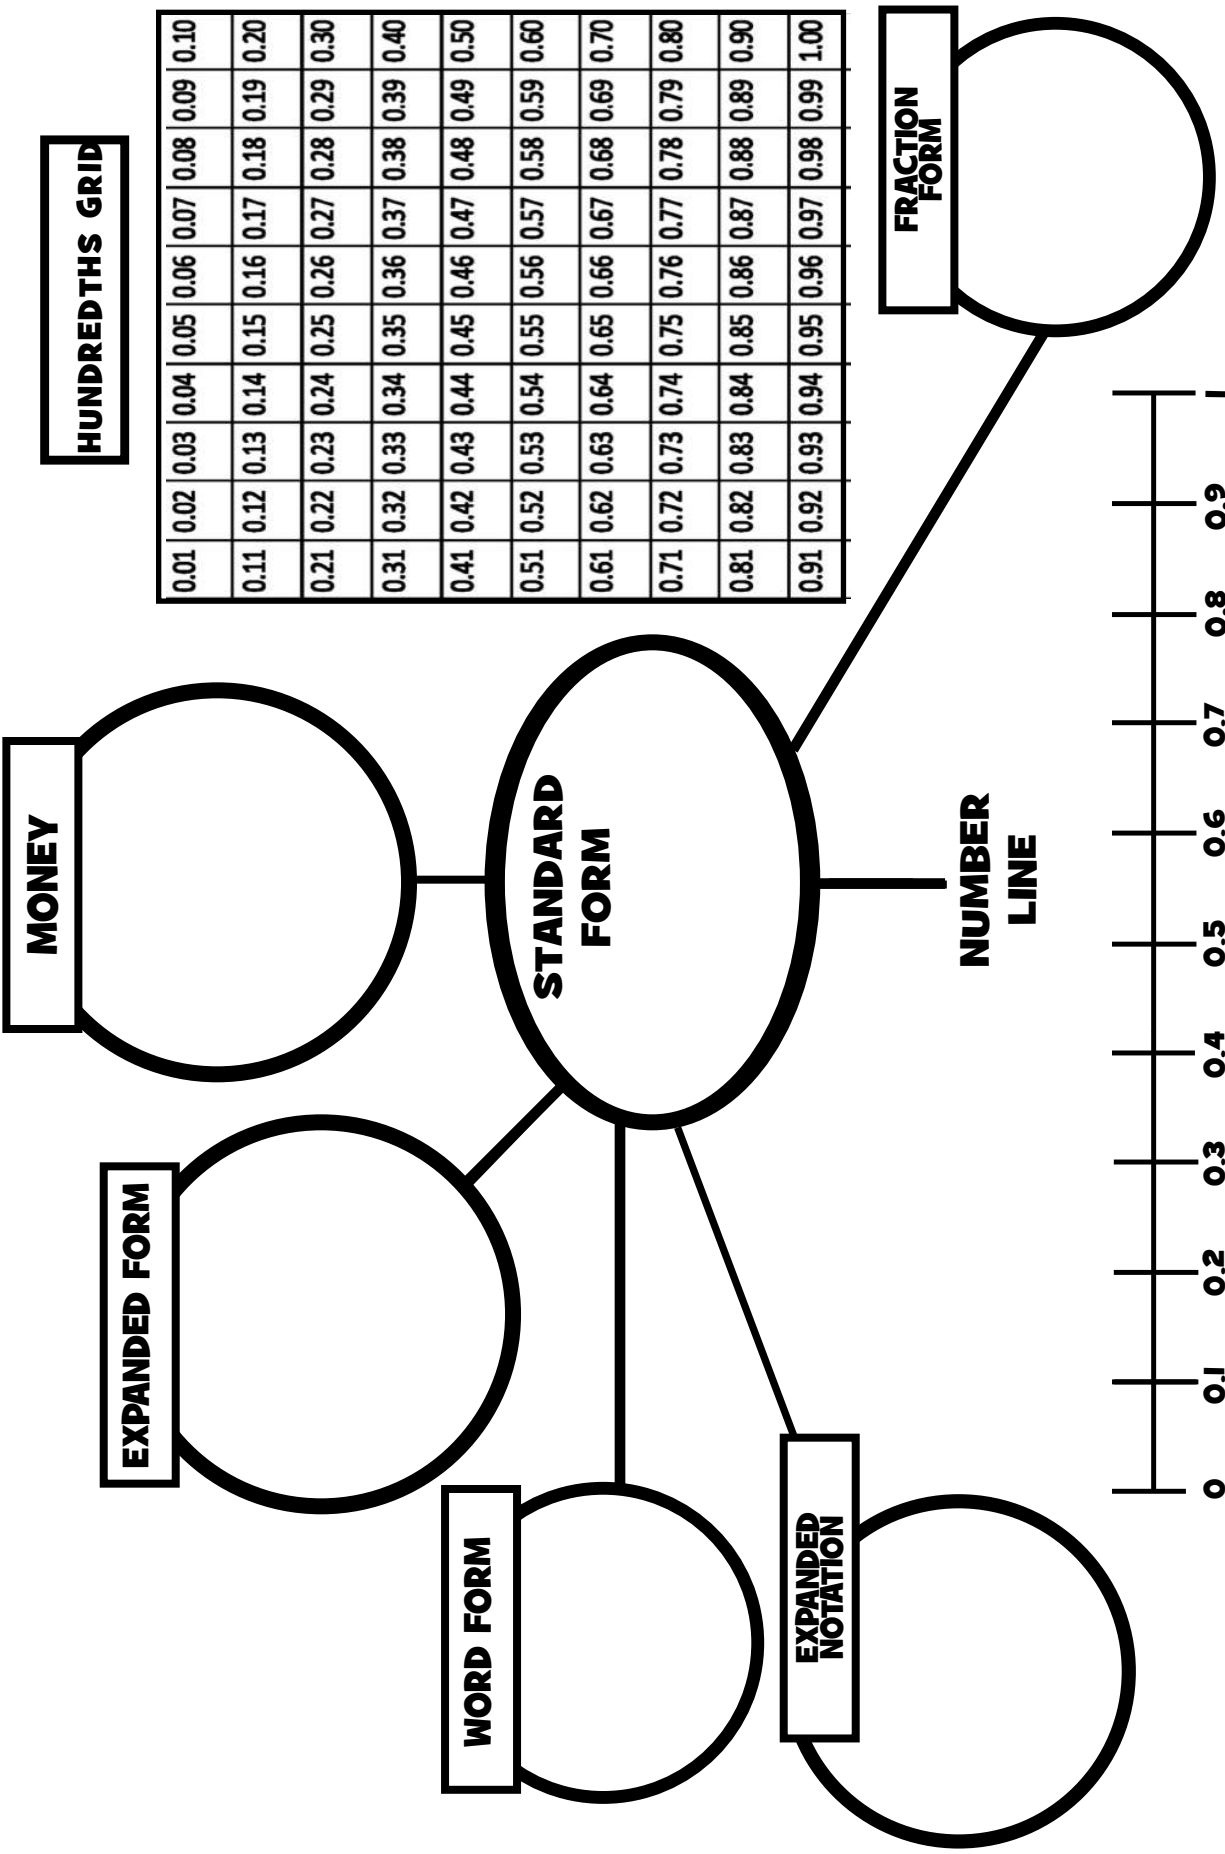 MONEY
HUNDREDTHS GRID
EXPANDED FORM
0.01 0.02 0.03 0.04 0.05 0.06 0.07 0.08 0.09 0.10
0.11 0.12 0.13 0.14 0.15 0.16 0.17 0.18 0.19 0.20
0.21 0.22 0.23 0.24 0.25 0.26 0.27 0.28 0.29 0.30
0.31 0.32 0.33 0.34 0.35 0.36 0.37 0.38 0.39 0.40
0.41 0.42 0.43 0.44 0.45 0.46 0.47 0.48 0.49 0.50
0.51 0.52 0.53 0.54 0.55 0.56 0.57 0.58 0.59 0.60
0.61 0.62 0.63 0.64 0.65 0.66 0.67 0.68 0.69 0.70
0.71 0.72 0.73 0.74 0.75 0.76 0.77 0.78 0.79 0.80
0.81 0.82 0.83 0.84 0.85 0.86 0.87 0.88 0.89 0.90
0.91 0.92 0.93 0.94 0.95 0.96 0.97 0.98 0.99 1.00
WORD FORM
STANDARD
FORM
EXPANDED
NOTATION
FRACTION
FORM
NUMBER
LINE
0 0.1 0.2 0.3 0.4 0.5 0.6 0.7 0.8 0.9 1